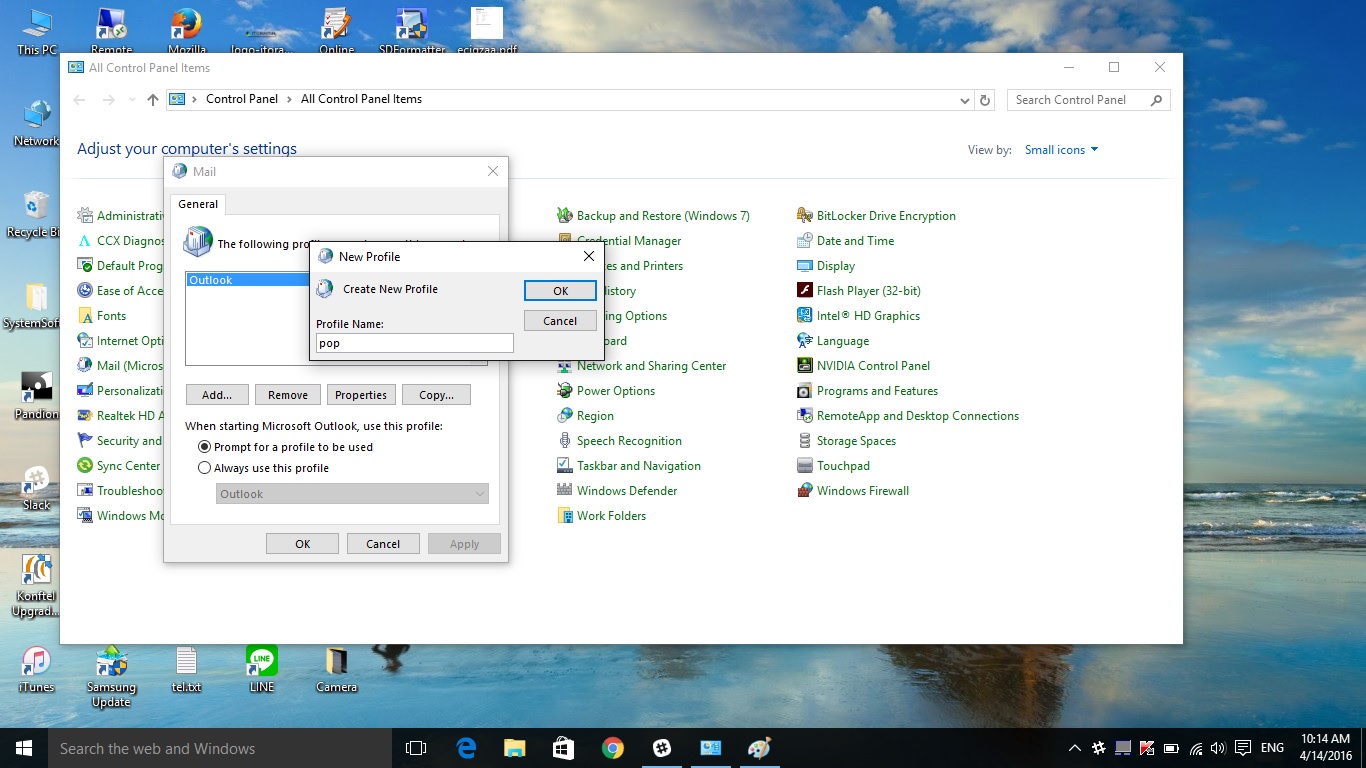 This PC
Remote
Mozilla
Online
SDFormatter
ecigzaa.pdf
All Control Panel Items
Control Panel
All Control Panel Items
Search Control Panel
Network
Adjust your computer's settings
View by:
Small icons
Mail
General
Recycle Bi
Administrati
Backup and Restore (Windows 7)
BitLocker Drive Encryption
CCX Diagnos
The following prof
Credential Manager
Date and Time
New Profile
Default Prog
es and Printers
Display
Outlook
Ease of Acce
Create New Profile
OK
History
Flash Player (32-bit)
SystemSoft
Fonts
Profile Name:
Cancel
ing Options
Intel® HD Graphics
Internet Opti
pop
oard
Language
Mail (Micros
Network and Sharing Center
NVIDIA Control Panel
Personalizati
Add...
Remove
Properties
Copy...
Power Options
Programs and Features
Pandion
Realtek HD A
Region
RemoteApp and Desktop Connections
When starting Microsoft Outlook, use this profile:
Security and
Prompt for a profile to be used
Speech Recognition
Storage Spaces
Sync Center
Always use this profile
Taskbar and Navigation
Touchpad
Troubleshoo
Outlook
Windows Defender
Windows Firewall
Slack
Windows Mo
Work Folders
OK
Cancel
Apply
Konftel
Upgrad...
iTunes
Samsung
Update
tel.txt
LINE
LINE
Camera
Search the web and Windows
ENG
10:14 AM
4/14/2016